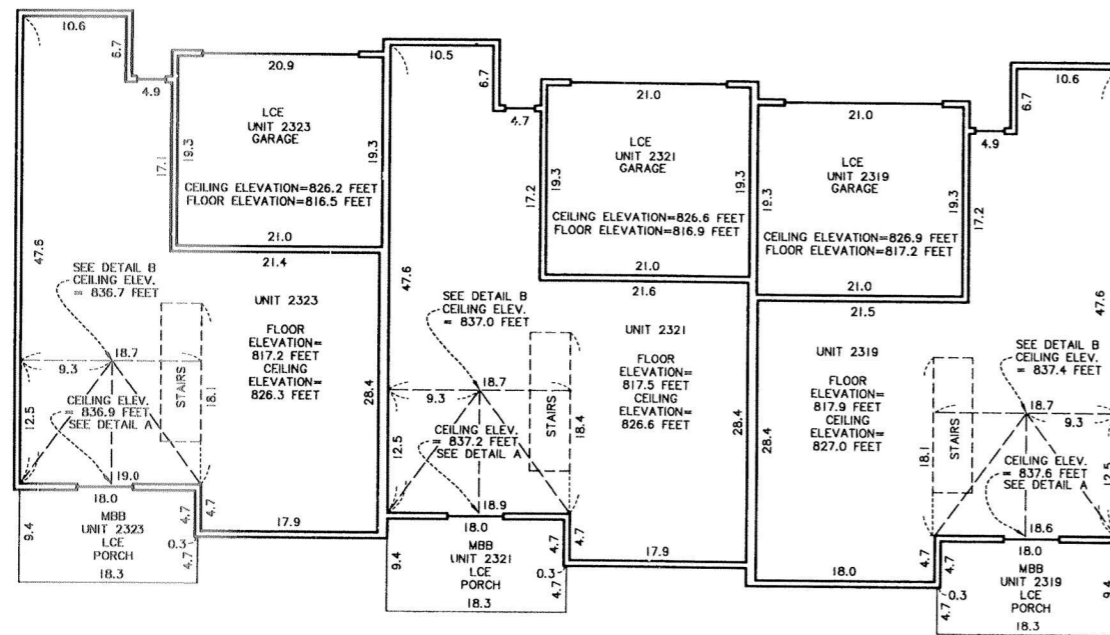 10.6
6.7
4.9
20.9
LCE
UNIT 2323
GARAGE
17.1
19.3
19.3
CEILING ELEVATION=826.2 FEET
FLOOR ELEVATION=816.5 FEET
21.0
21.4
47.6
SEE DETAIL B
CEILING ELEV.
= 836.7 FEET
UNIT 2323
FLOOR
ELEVATION=
817.2 FEET
CEILING
ELEVATION=
826.3 FEET
18.7
9.3
STAIRS
18.1
28.4
CEILING ELEV.
= 836.9 FEET
SEE DETAIL A
12.5
19.0
18.0
4.7
4.7
17.9
MBB
UNIT 2323
LCE
PORCH
9.4
0.3
4.7
18.3
10.5
6.7
4.7
21.0
LCE
UNIT 2321
GARAGE
17.2
19.3
19.3
CEILING ELEVATION=826.6 FEET
FLOOR ELEVATION=816.9 FEET
21.0
21.6
47.6
SEE DETAIL B
CEILING ELEV.
= 837.0 FEET
UNIT 2321
FLOOR
ELEVATION=
817.5 FEET
CEILING
ELEVATION=
826.6 FEET
18.7
9.3
STAIRS
18.4
28.4
CEILING ELEV.
= 837.2 FEET
SEE DETAIL A
12.5
18.9
18.0
4.7
4.7
17.9
MBB
UNIT 2321
LCE
PORCH
9.4
0.3
4.7
18.3
10.6
6.7
4.9
21.0
LCE
UNIT 2319
GARAGE
19.3
19.3
17.2
CEILING ELEVATION=826.9 FEET
FLOOR ELEVATION=817.2 FEET
21.0
21.5
47.6
SEE DETAIL B
CEILING ELEV.
= 837.4 FEET
UNIT 2319
FLOOR
ELEVATION=
817.9 FEET
CEILING
ELEVATION=
827.0 FEET
18.7
9.3
STAIRS
18.1
28.4
CEILING ELEV.
= 837.6 FEET
SEE DETAIL A
12.5
18.6
18.0
4.7
4.7
18.0
MBB
UNIT 2319
LCE
PORCH
9.4
0.3
4.7
18.3